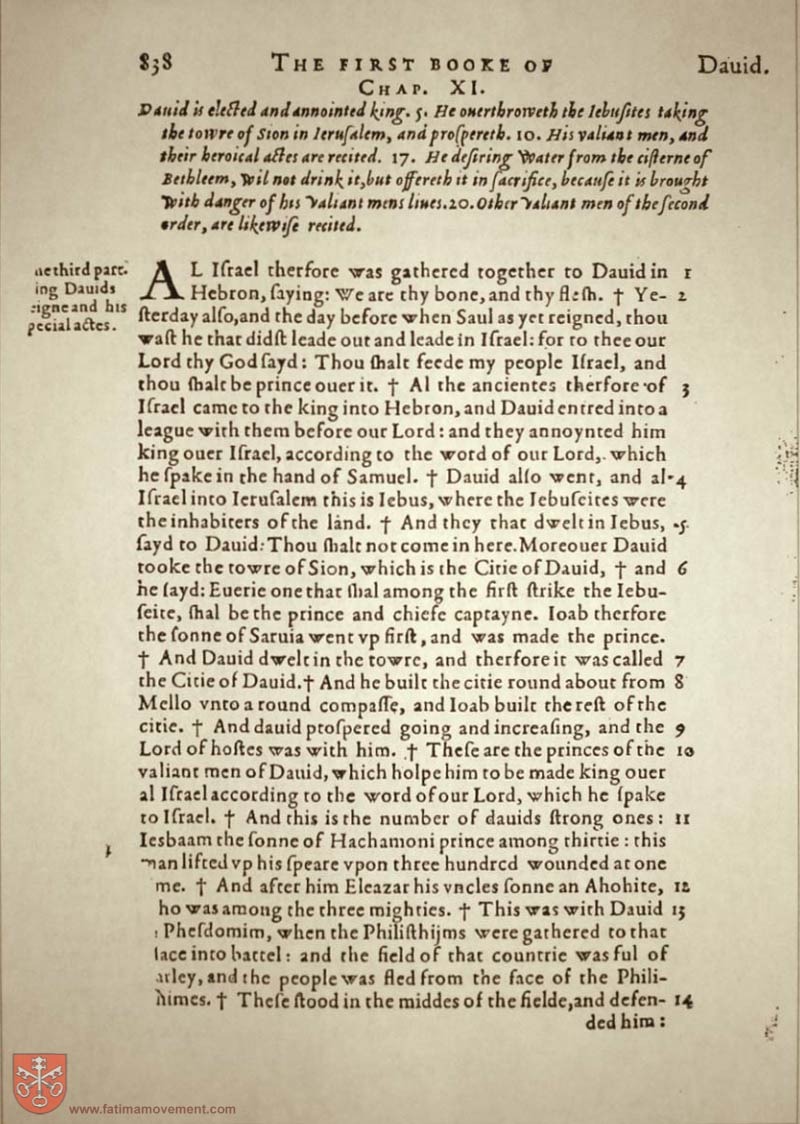 838 THE FIRST BOOKE OF Dauid.
CHAP. XI.
Dauid is elected and annointed king. 5. He ouerthroweth the Iebuſites taking
the towre of Sion in Ieruſalem, and proſpereth. 10. His valiant men, and
their heroical actes are recited. 17. He deſiring Water from the ciſterne of
Bethleem, wil not drink it, but offereth it in ſacrifice, becauſe it is brought
with danger of his valiant mens liues. 20. Other valiant men of the ſecond
order, are likewiſe recited.
third part.
ing Dauids
and his
actes.
AL Iſrael therfore was gathered together to Dauid in 1
Hebron, ſaying: We are thy bone, and thy fleſh. † Ye- 2
ſterday alſo, and the day before when Saul as yet reigned, thou
waſt he that didſt leade out and leade in Iſrael: for to thee our
Lord thy God ſayd: Thou ſhalt feede my people Iſrael, and
thou ſhalt be prince ouer it. † Al the ancientes therfore of 3
Iſrael came to the king into Hebron, and Dauid entred into a
league with them before our Lord: and they annoynted him
king ouer Iſrael, according to the word of our Lord, which
he ſpake in the hand of Samuel. † Dauid alſo went, and al 4
Iſrael into Ieruſalem this is Iebus, where the Iebuſeites were
the inhabiters of the land. † And they that dwelt in Iebus, 5
ſayd to Dauid: Thou ſhalt not come in here. Moreouer Dauid
tooke the towre of Sion, which is the Citie of Dauid, † and 6
he ſayd: Euerie one that ſhal among the firſt ſtrike the Iebu-
ſeite, ſhal be the prince and chiefe captayne. Ioab therfore
the ſonne of Saruia went vp firſt, and was made the prince.
† And Dauid dwelt in the towre, and therfore it was called 7
the Citie of Dauid. † And he built the citie round about from 8
Mello vnto a round compaſſe, and Ioab built the reſt of the
citie. † And dauid proſpered going and increaſing, and the 9
Lord of hoſtes was with him. † Theſe are the princes of the 10
valiant men of Dauid, which holpe him to be made king ouer
al Iſrael according to the word of our Lord, which he ſpake
to Iſrael. † And this is the number of dauids ſtrong ones: 11
Iesbaam the ſonne of Hachamoni prince among thirtie: this
man lifted vp his ſpeare vpon three hundred wounded at one
me. † And after him Eleazar his vncles ſonne an Ahohite, 12
ho was among the three mighties. † This was with Dauid 13
Pheſdomim, when the Philiſthijms were gathered to that
lace into battel: and the field of that countrie was ful of
arley, and the people was fled from the face of the Phili-
himes. † Theſe ſtood in the middes of the fielde, and defen- 14
ded him:
www.fatimamovement.com